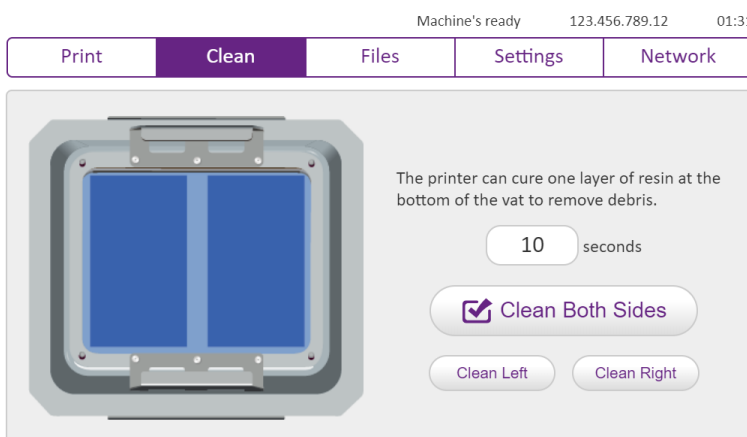 Machine's ready 123.456.789.12
Print Clean Files Settings Network
The printer can cure one layer of resin at the
bottom of the vat to remove debris.
10 seconds
Clean Both Sides
Clean Left Clean Right